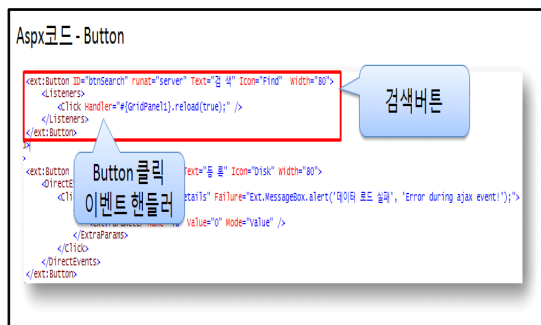 Aspx코드 - Button
<ext:Button ID="btnSearch" runat="server" Text="검 색" Icon="Find" Width="80">
<Listeners>
<Click Handler="#{GridPanel1}.reload(true);" />
</Listeners>
</ext:Button>
검색버튼
<ext:Button Text="등 록" Icon="Disk" Width="80">
Button 클릭
이벤트 핸들러
Failure="Ext.MessageBox.alert('데이타 로드 실패', 'Error during ajax event!');">
Value="0" Mode="Value" />
</ExtraParams>
</Click>
</DirectEvents>
</ext:Button>